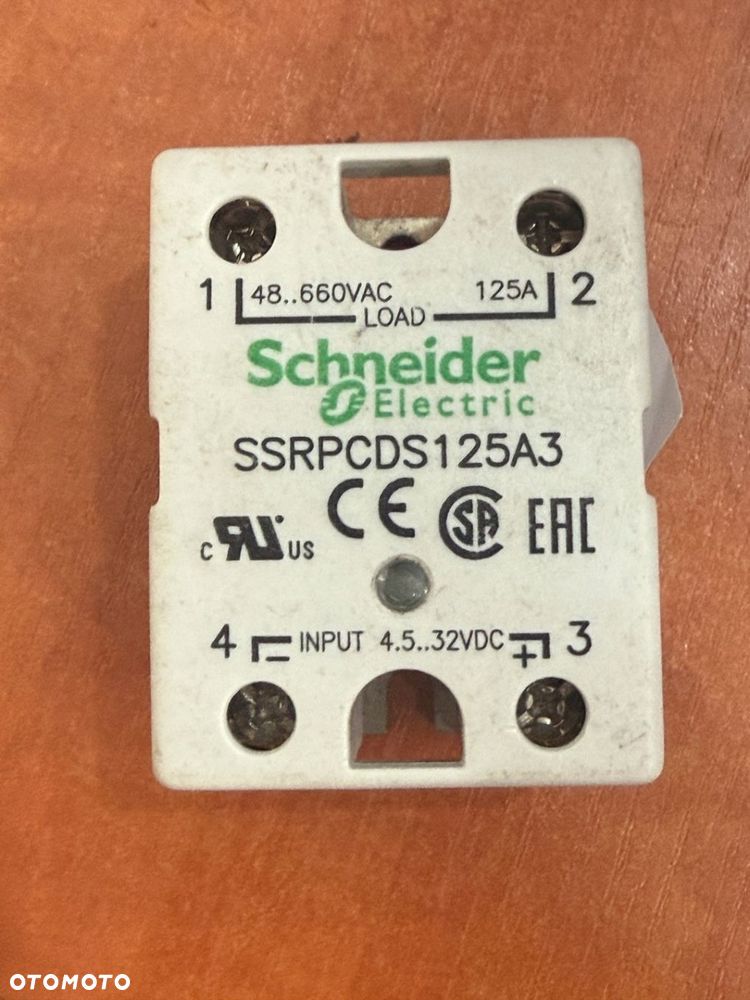 1 48..660VAC 125A 2
LOAD
Schneider
Electric
SSRPCDS125A3
c RU US CE SA EAC
4 - INPUT 4.5..32VDC + 3
OTOMOTO